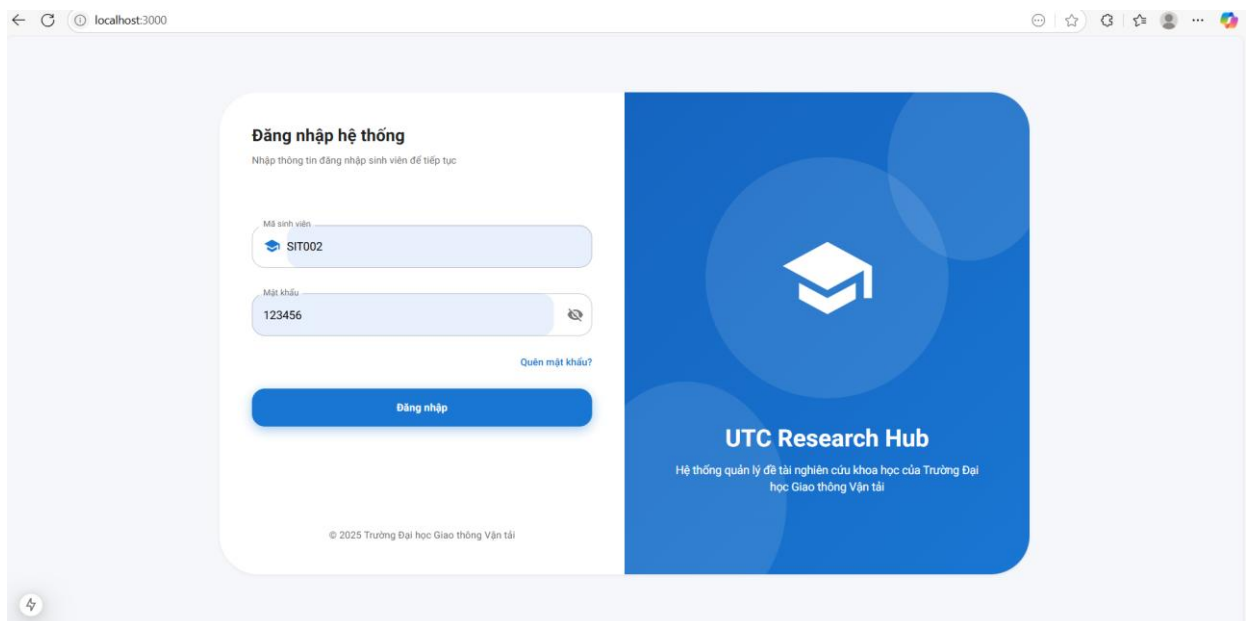 localhost:3000
Đăng nhập hệ thống
Nhập thông tin đăng nhập sinh viên để tiếp tục
Mã sinh viên
SIT002
Mật khẩu
123456
Quên mật khẩu?
Đăng nhập
© 2025 Trường Đại học Giao thông Vận tải
UTC Research Hub
Hệ thống quản lý đề tài nghiên cứu khoa học của Trường Đại
học Giao thông Vận tải